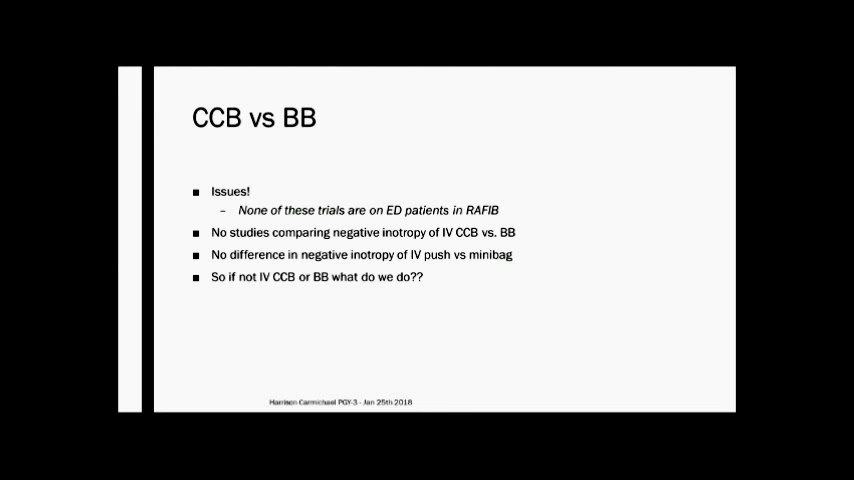 CCB vs BB
■ Issues!
– None of these trials are on ED patients in RAFIB
■ No studies comparing negative inotropy of IV CCB vs. BB
■ No difference in negative inotropy of IV push vs minibag
■ So if not IV CCB or BB what do we do??
Harrison Carmichael PGY-3 - Jan 25th 2018